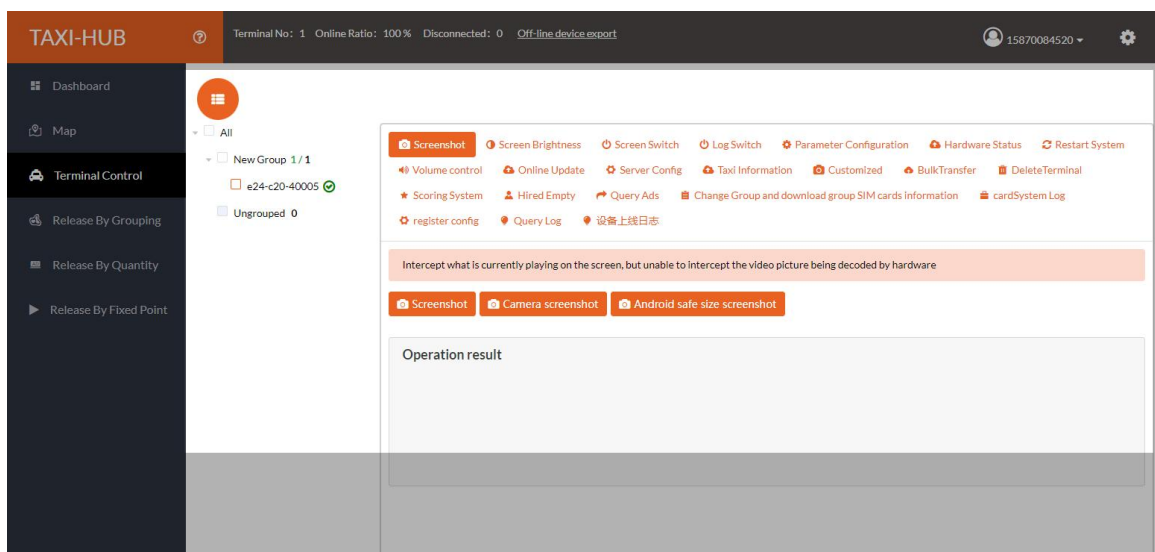 TAXI-HUB
Terminal No: 1 Online Ratio: 100 % Disconnected: 0 Off-line device export
15870084520
Dashboard
Map
Terminal Control
Release By Grouping
Release By Quantity
Release By Fixed Point
All
New Group 1 / 1
e24-c20-40005
Ungrouped 0
Screenshot Screen Brightness Screen Switch Log Switch Parameter Configuration Hardware Status Restart System
Volume control Online Update Server Config Taxi Information Customized BulkTransfer DeleteTerminal
Scoring System Hired Empty Query Ads Change Group and download group SIM cards information cardSystem Log
register config Query Log 设备上线日志
Intercept what is currently playing on the screen, but unable to intercept the video picture being decoded by hardware
Screenshot Camera screenshot Android safe size screenshot
Operation result